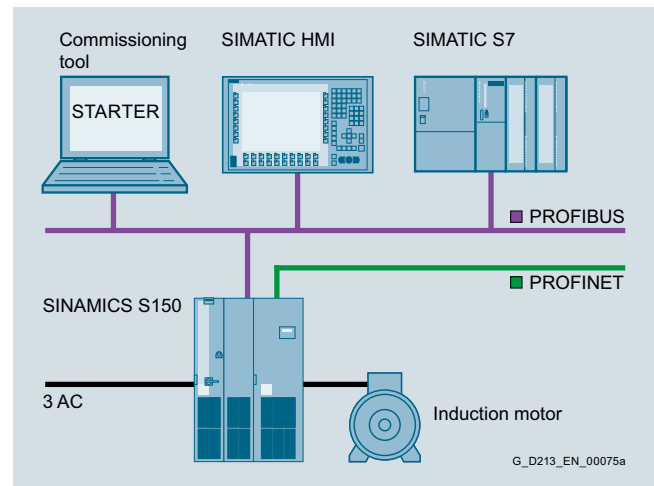 Commissioning
tool
SIMATIC HMI
SIMATIC S7
STARTER
PROFIBUS
PROFINET
SINAMICS S150
3 AC
Induction motor
G_D213_EN_00075a